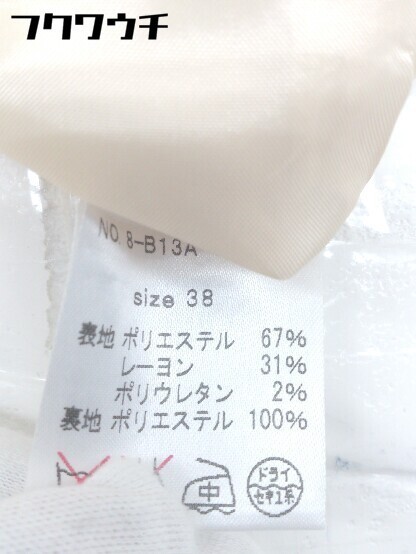 フクワウチ
NO.8-B13A
size 38
表地 ポリエステル 67%
レーヨン 31%
ポリウレタン 2%
裏地 ポリエステル 100%
中
ドライ
セキユ系